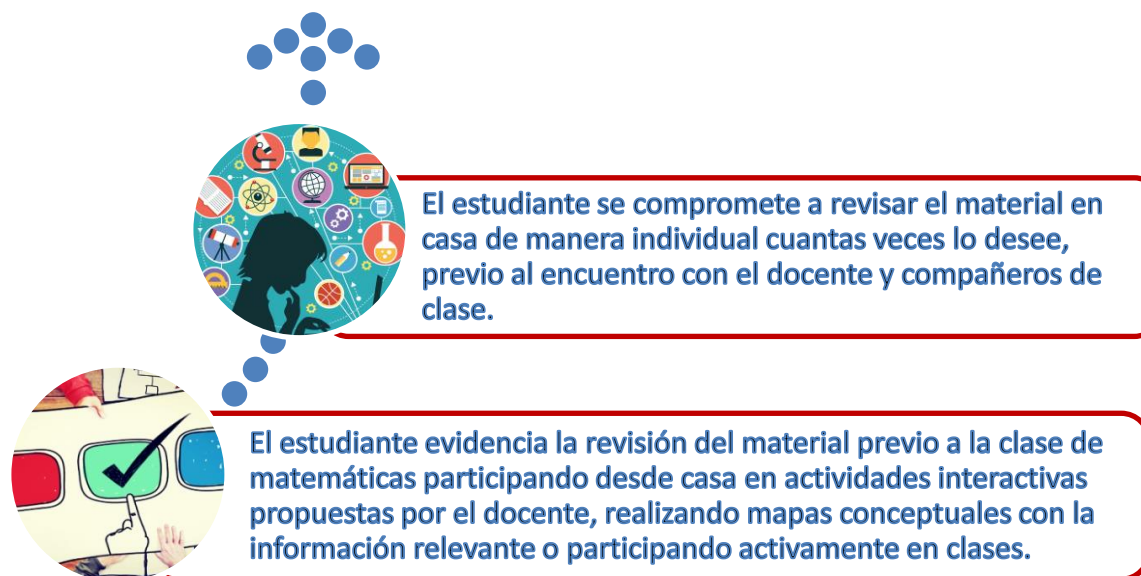 El estudiante se compromete a revisar el material en
casa de manera individual cuantas veces lo desee,
previo al encuentro con el docente y compañeros de
clase.
El estudiante evidencia la revisión del material previo a la clase de
matemáticas participando desde casa en actividades interactivas
propuestas por el docente, realizando mapas conceptuales con la
información relevante o participando activamente en clases.